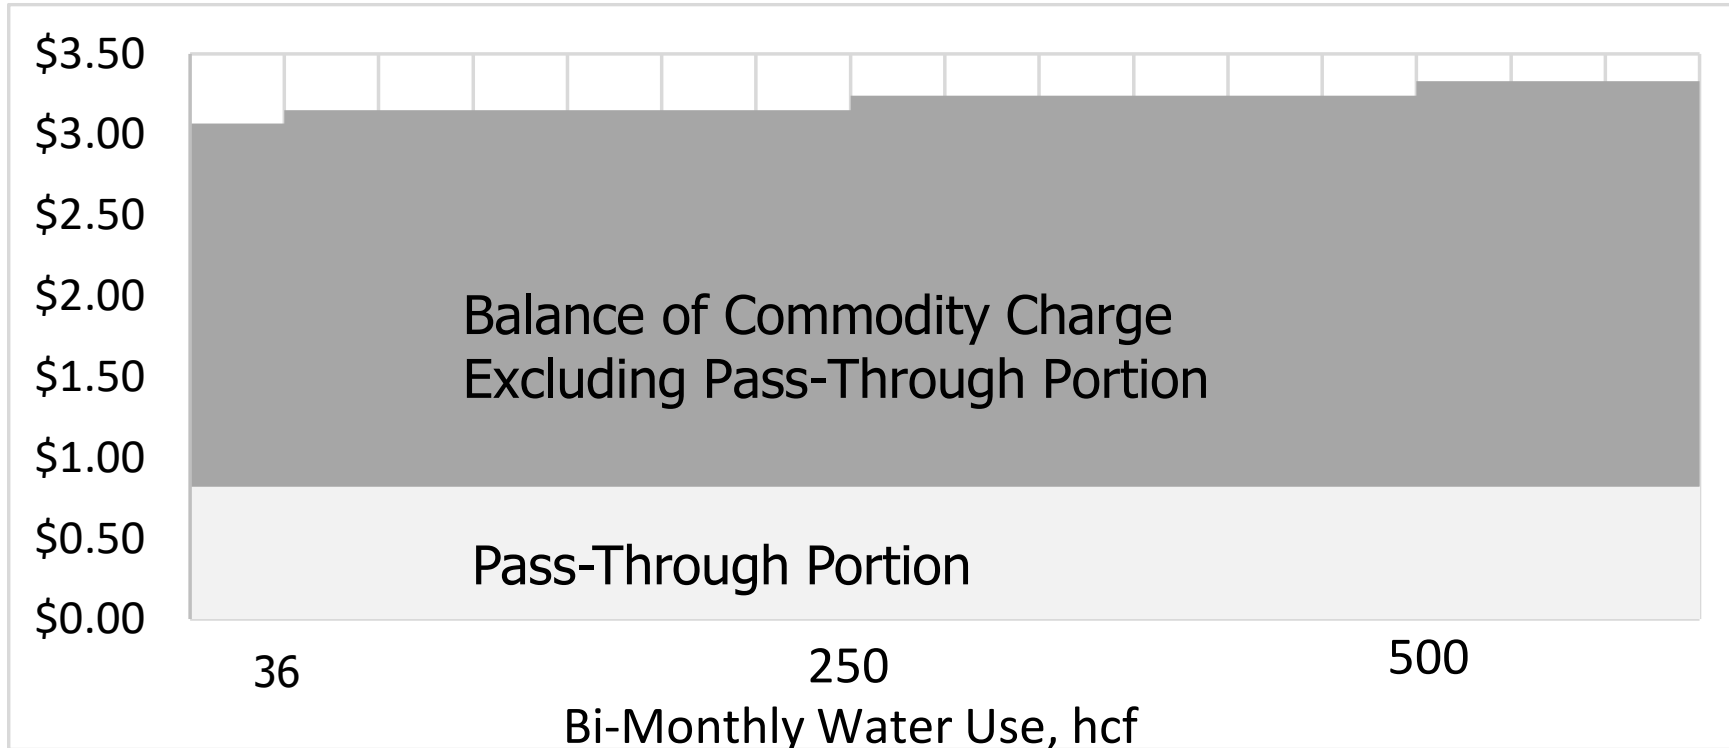 $3.50
$3.00
$2.50
$2.00
$1.50
$1.00
$0.50
$0.00
Balance of Commodity Charge
Excluding Pass-Through Portion
Pass-Through Portion
36
250
500
Bi-Monthly Water Use, hcf